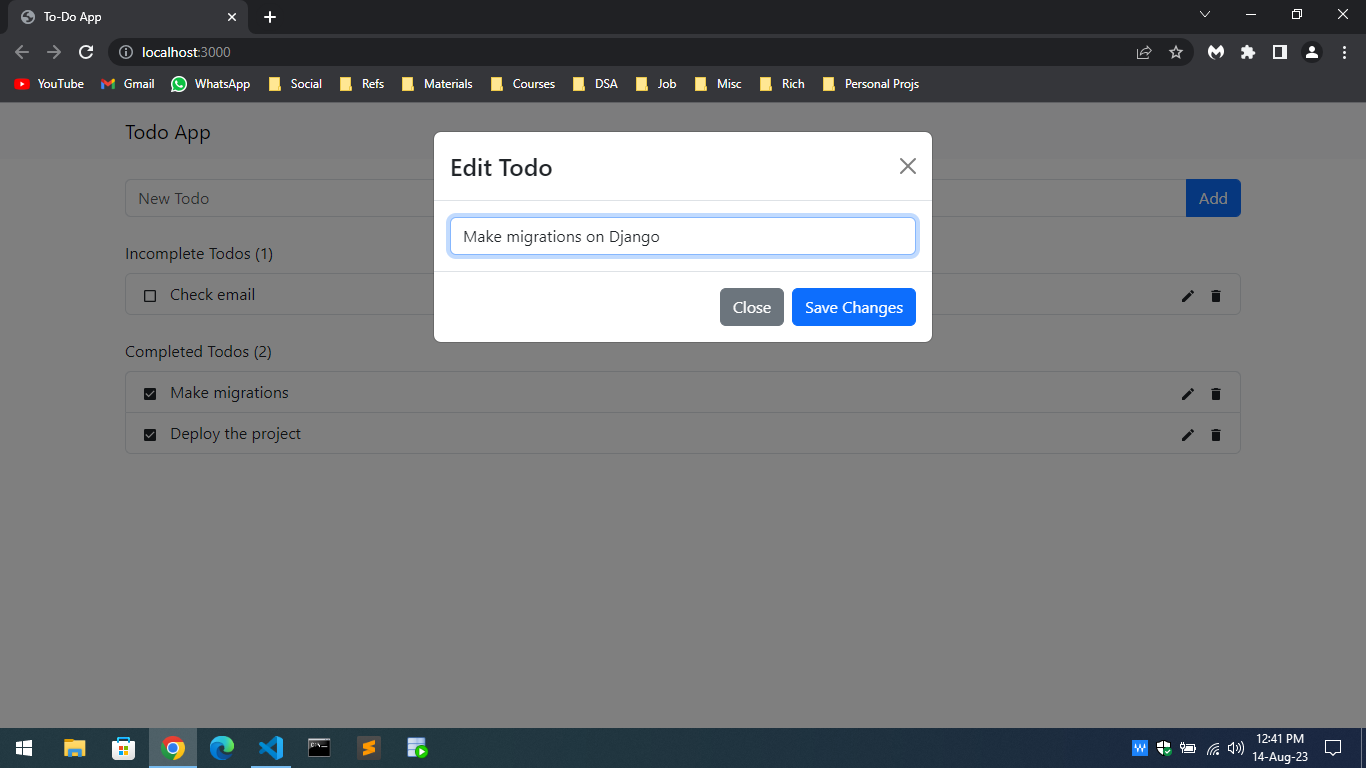 To-Do App
localhost:3000
YouTube Gmail WhatsApp Social Refs Materials Courses DSA Job Misc Rich Personal Projs
Todo App
Edit Todo
New Todo
Add
Make migrations on Django
Incomplete Todos (1)
Check email
Close Save Changes
Completed Todos (2)
Make migrations
Deploy the project
12:41 PM
14-Aug-23